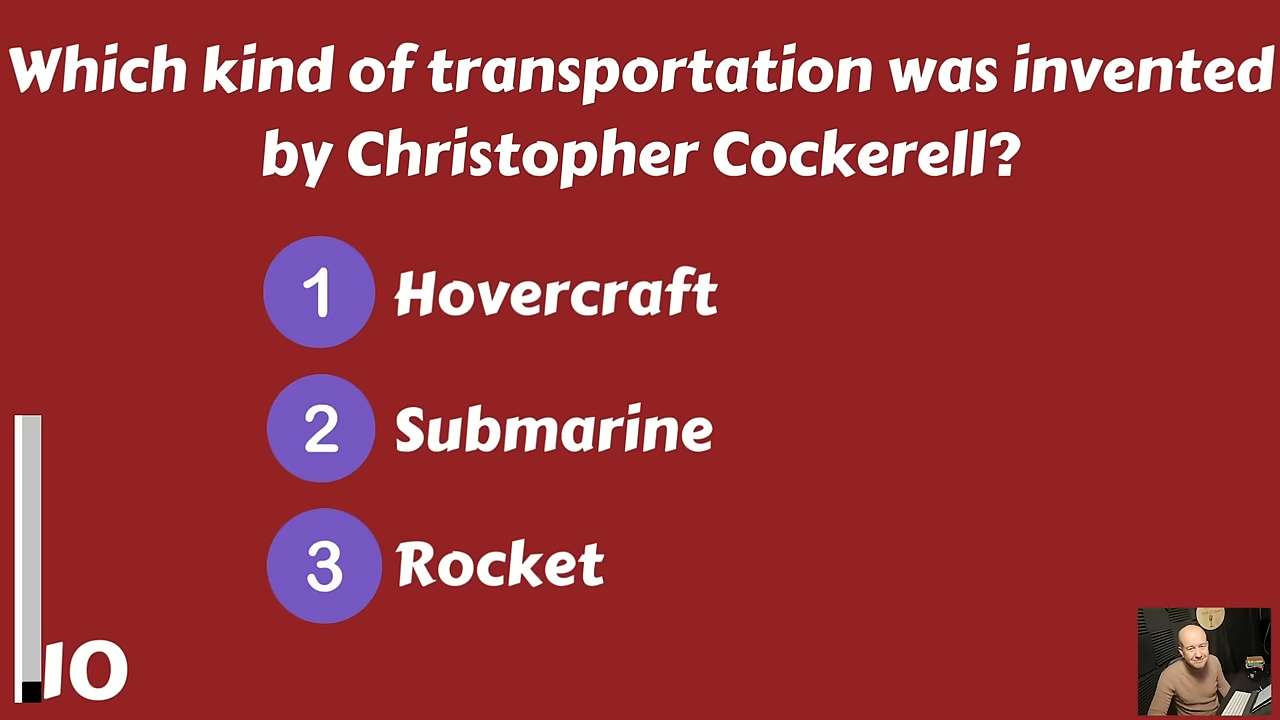 Which kind of transportation was invented
by Christopher Cockerell?
1 Hovercraft
2 Submarine
3 Rocket
10